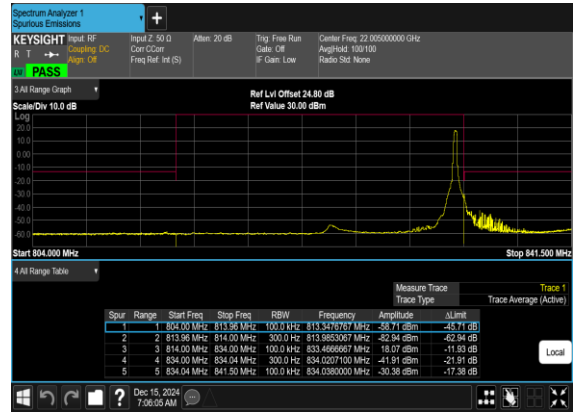 Spectrum Analyzer 1
Spurious Emissions
+
KEYSIGHT Input: RF Input Z: 50 Ω Atten: 20 dB Trig: Free Run Center Freq: 22.005000000 GHz
R T Coupling: DC Corr CCorr Gate: Off Avg|Hold: 100/100
Align: Off Freq Ref: Int (S) IF Gain: Low Radio Std: None
PASS
3 All Range Graph
Ref Lvl Offset 24.80 dB
Scale/Div 10.0 dB Ref Value 30.00 dBm
Log
20.0
10.0
0.00
-10.0
-20.0
-30.0
-40.0
-50.0
-60.0
Start 804.000 MHz Stop 841.500 MHz
4 All Range Table
Measure Trace Trace 1
Trace Type Trace Average (Active)
Spur Range Start Freq Stop Freq RBW Frequency Amplitude ΔLimit
1 1 804.00 MHz 813.96 MHz 100.0 kHz 813.3476767 MHz -58.71 dBm -45.71 dB
2 2 813.96 MHz 814.00 MHz 300.0 Hz 813.9853067 MHz -82.94 dBm -62.94 dB
3 3 814.00 MHz 834.00 MHz 100.0 kHz 833.4666667 MHz 18.07 dBm -11.93 dB
4 4 834.00 MHz 834.04 MHz 300.0 Hz 834.0207100 MHz -41.91 dBm -21.91 dB
5 5 834.04 MHz 841.50 MHz 100.0 kHz 834.0380000 MHz -30.38 dBm -17.38 dB
Local
? Dec 15, 2024
7:06:05 AM